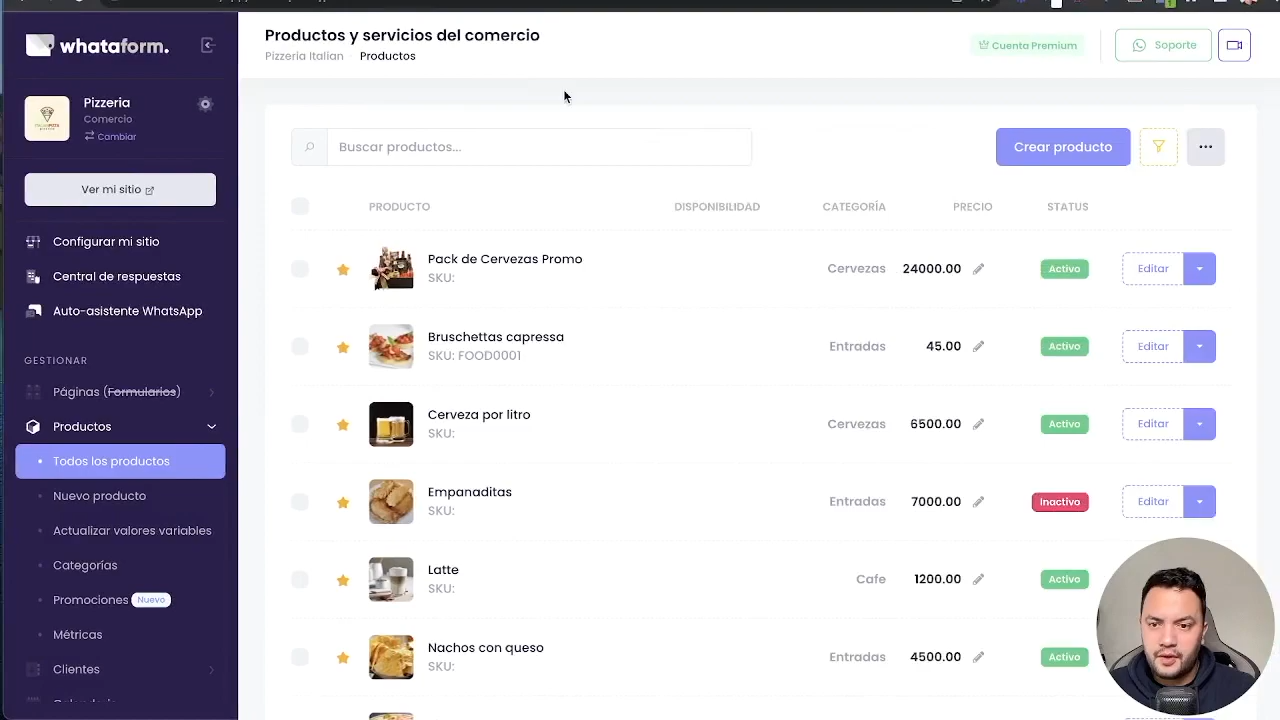 whataform.
Pizzeria
Comercio
Cambiar
Ver mi sitio
Configurar mi sitio
Central de respuestas
Auto-asistente WhatsApp
GESTIONAR
Páginas (Formularios)
Productos
Todos los productos
Nuevo producto
Actualizar valores variables
Categorías
Promociones Nuevo
Métricas
Clientes
Productos y servicios del comercio
Pizzeria Italian Productos
Cuenta Premium
Soporte
Buscar productos...
Crear producto
PRODUCTO DISPONIBILIDAD CATEGORÍA PRECIO STATUS
Pack de Cervezas Promo
SKU:
Cervezas 24000.00 Activo Editar
Bruschettas capressa
SKU: FOOD0001
Entradas 45.00 Activo Editar
Cerveza por litro
SKU:
Cervezas 6500.00 Activo Editar
Empanaditas
SKU:
Entradas 7000.00 Inactivo Editar
Latte
SKU:
Cafe 1200.00 Activo
Nachos con queso
SKU:
Entradas 4500.00 Activo